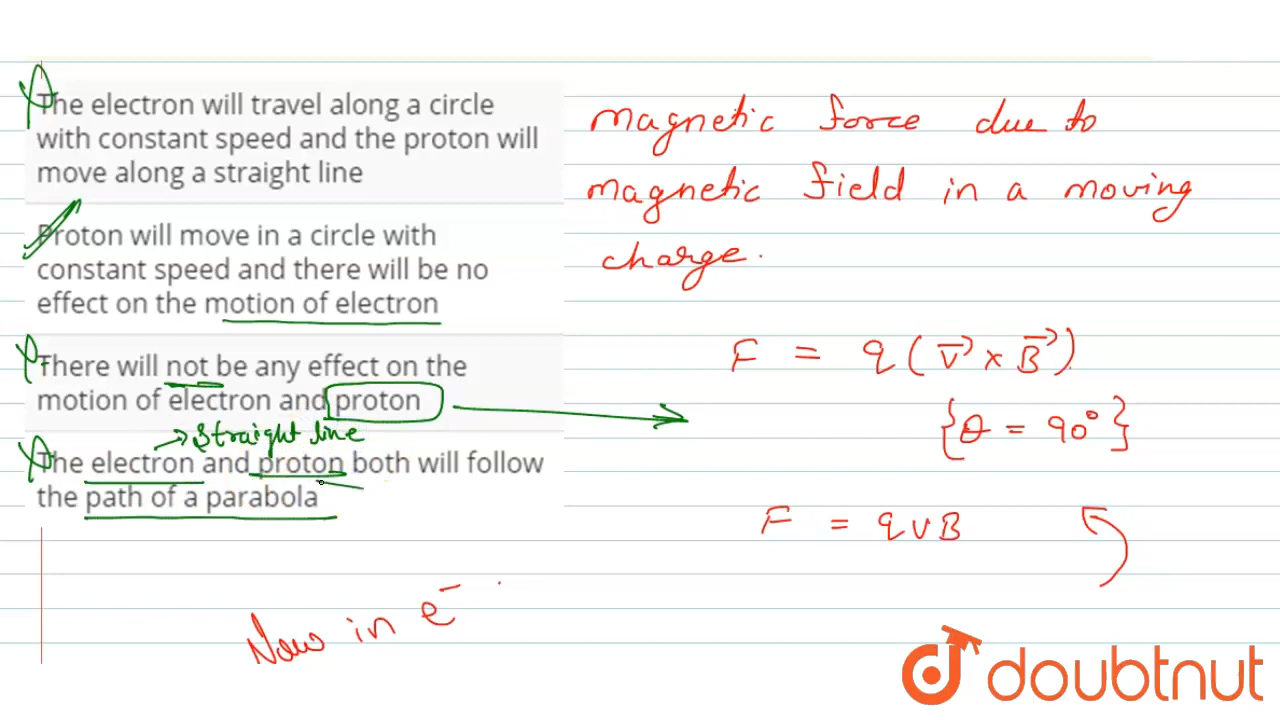 The electron will travel along a circle
with constant speed and the proton will
move along a straight line
Proton will move in a circle with
constant speed and there will be no
effect on the motion of electron
There will not be any effect on the
motion of electron and proton
→ Straight line
The electron and proton both will follow
the path of a parabola
magnetic force due to
magnetic field in a moving
charge.
F = q (v⃗ × B⃗)
{θ = 90°}
F = qvB
Now in e⁻
doubtnut